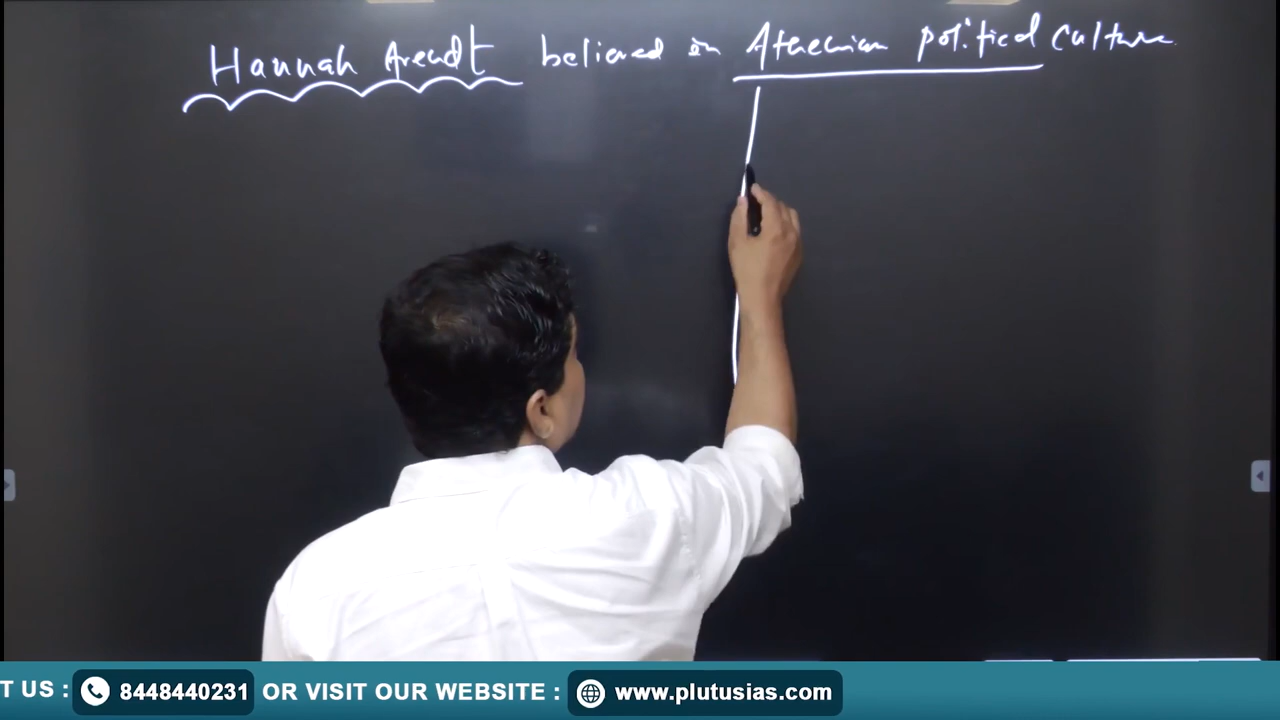 Hannah Arendt believed in Athenian political culture
T US : 8448440231 OR VISIT OUR WEBSITE : www.plutusias.com